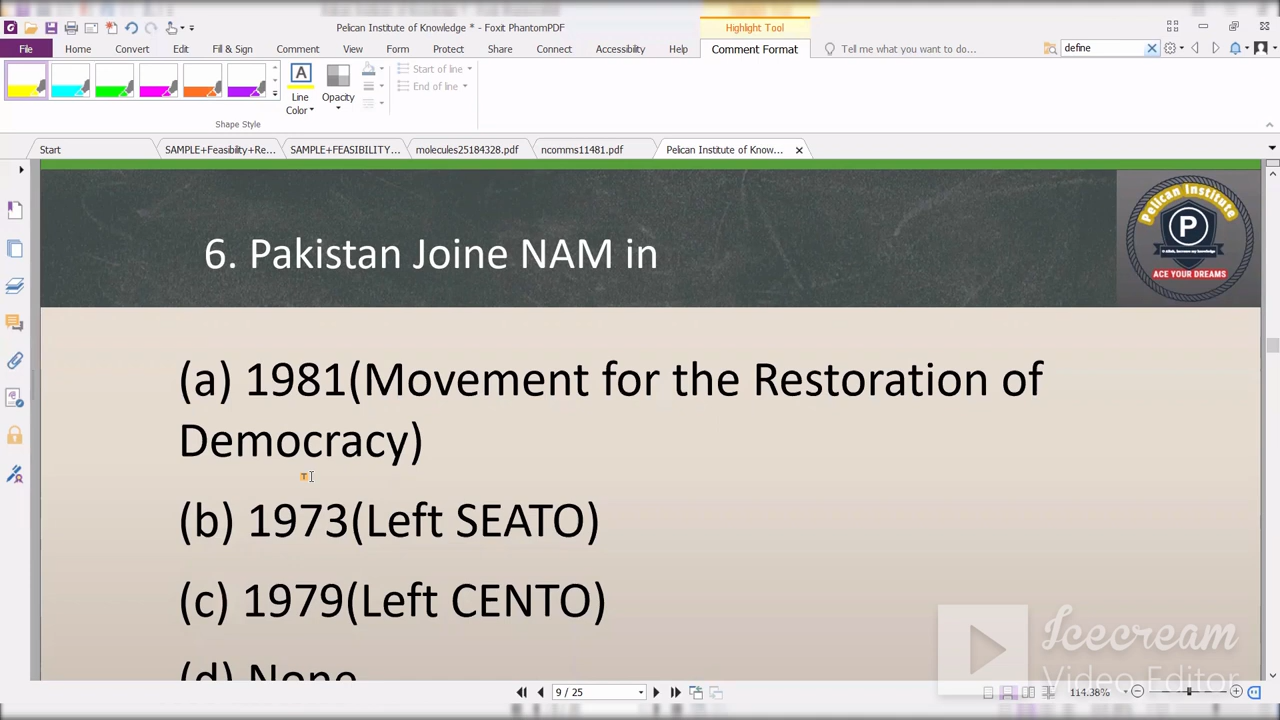 Pelican Institute of Knowledge * - Foxit PhantomPDF
Highlight Tool
File Home Convert Edit Fill & Sign Comment View Form Protect Share Connect Accessibility Help Comment Format Tell me what you want to do... define
Line Color
Opacity
Start of line
End of line
Shape Style
Start SAMPLE+Feasibilty+Re... SAMPLE+FEASIBILITY... molecules25184328.pdf ncomms11481.pdf Pelican Institute of Know...
6. Pakistan Joine NAM in
Pelican Institute
P
ACE YOUR DREAMS
(a) 1981(Movement for the Restoration of
Democracy)
(b) 1973(Left SEATO)
(c) 1979(Left CENTO)
(d) None
Icecream
Video Editor
9 / 25
114.38%